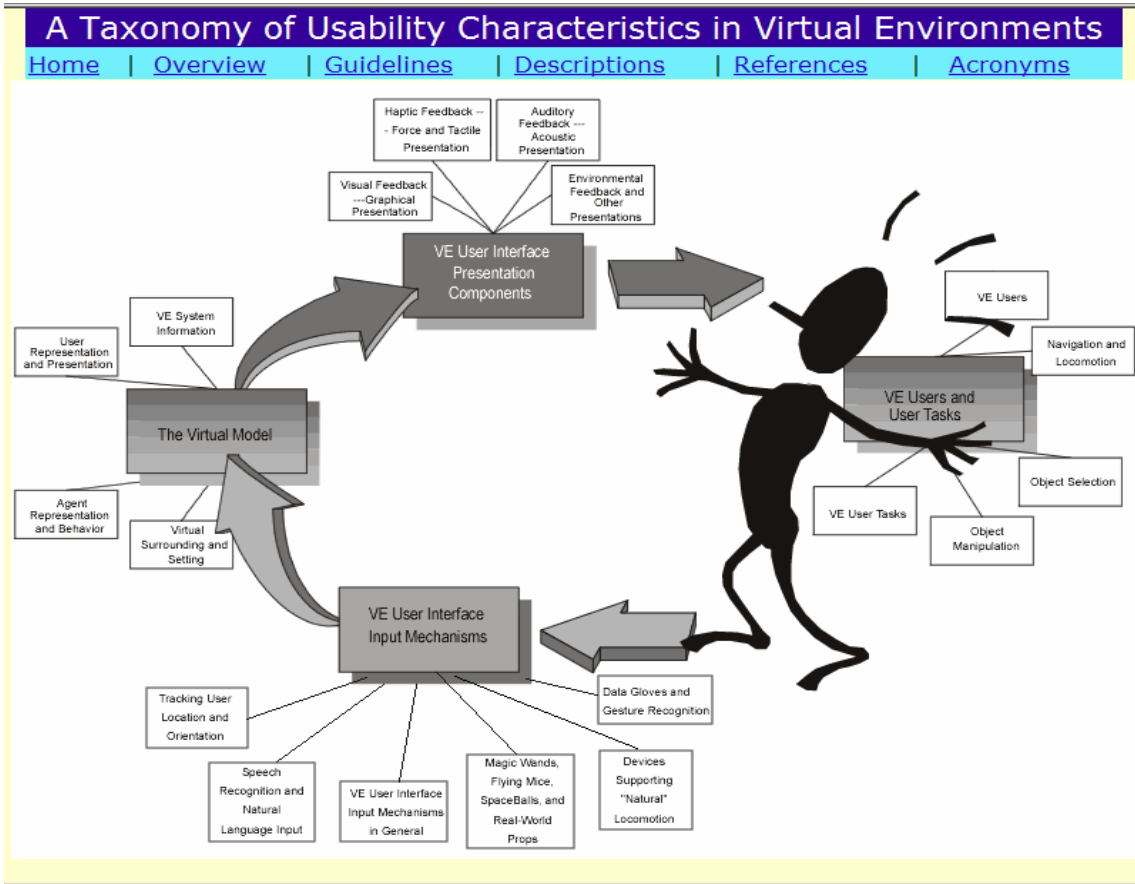 A Taxonomy of Usability Characteristics in Virtual Environments
Home | Overview | Guidelines | Descriptions | References | Acronyms
Haptic Feedback --
- Force and Tactile
Presentation
Auditory
Feedback ---
Acoustic
Presentation
Visual Feedback
---Graphical
Presentation
Environmental
Feedback and
Other
Presentations
VE User Interface
Presentation
Components
VE Users
Navigation and
Locomotion
VE System
Information
User
Representation
and Presentation
VE Users and
User Tasks
The Virtual Model
Object Selection
Agent
Representation
and Behavior
Virtual
Surrounding and
Setting
VE User Tasks
Object
Manipulation
VE User Interface
Input Mechanisms
Tracking User
Location and
Orientation
Data Gloves and
Gesture Recognition
Speech
Recognition and
Natural
Language Input
VE User Interface
Input Mechanisms
in General
Magic Wands,
Flying Mice,
SpaceBalls, and
Real-World
Props
Devices
Supporting
"Natural"
Locomotion